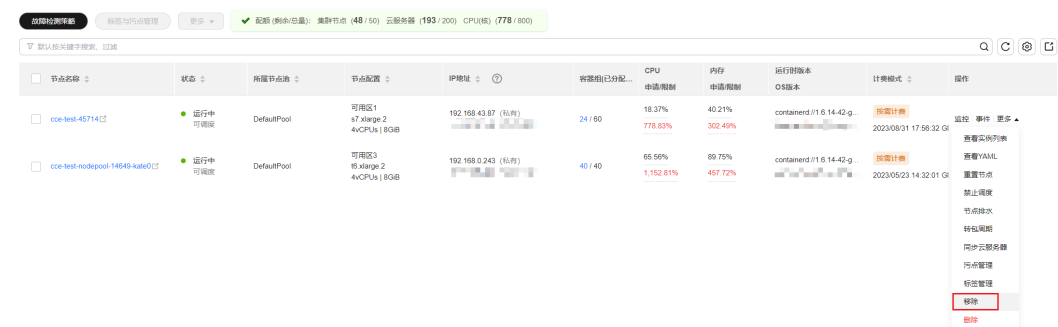 故障检测策略 标签与污点管理 更多 配额 (剩余/总量): 集群节点 (48 / 50) 云服务器 (193 / 200) CPU(核) (778 / 800)
默认按关键字搜索、过滤
节点名称 状态 所属节点池 节点配置 IP地址 容器组(已分配... CPU 申请/限制 内存 申请/限制 运行时版本 OS版本 计费模式 操作
cce-test-45714 运行中 可调度 DefaultPool 可用区1 s7.xlarge.2 4vCPUs | 8GiB 192.168.43.87 (私有) 24 / 60 18.37% 778.83% 40.21% 302.49% containerd://1.6.14-42-g... 按需计费 2023/08/31 17:56:32 GI 监控 事件 更多
cce-test-nodepool-14649-kate0 运行中 可调度 DefaultPool 可用区3 t6.xlarge.2 4vCPUs | 8GiB 192.168.0.243 (私有) 40 / 40 65.56% 1,152.81% 89.75% 457.72% containerd://1.6.14-42-g... 按需计费 2023/05/23 14:32:01 GI
查看实例列表
查看YAML
重置节点
禁止调度
节点排水
转包周期
同步云服务器
污点管理
标签管理
移除
删除